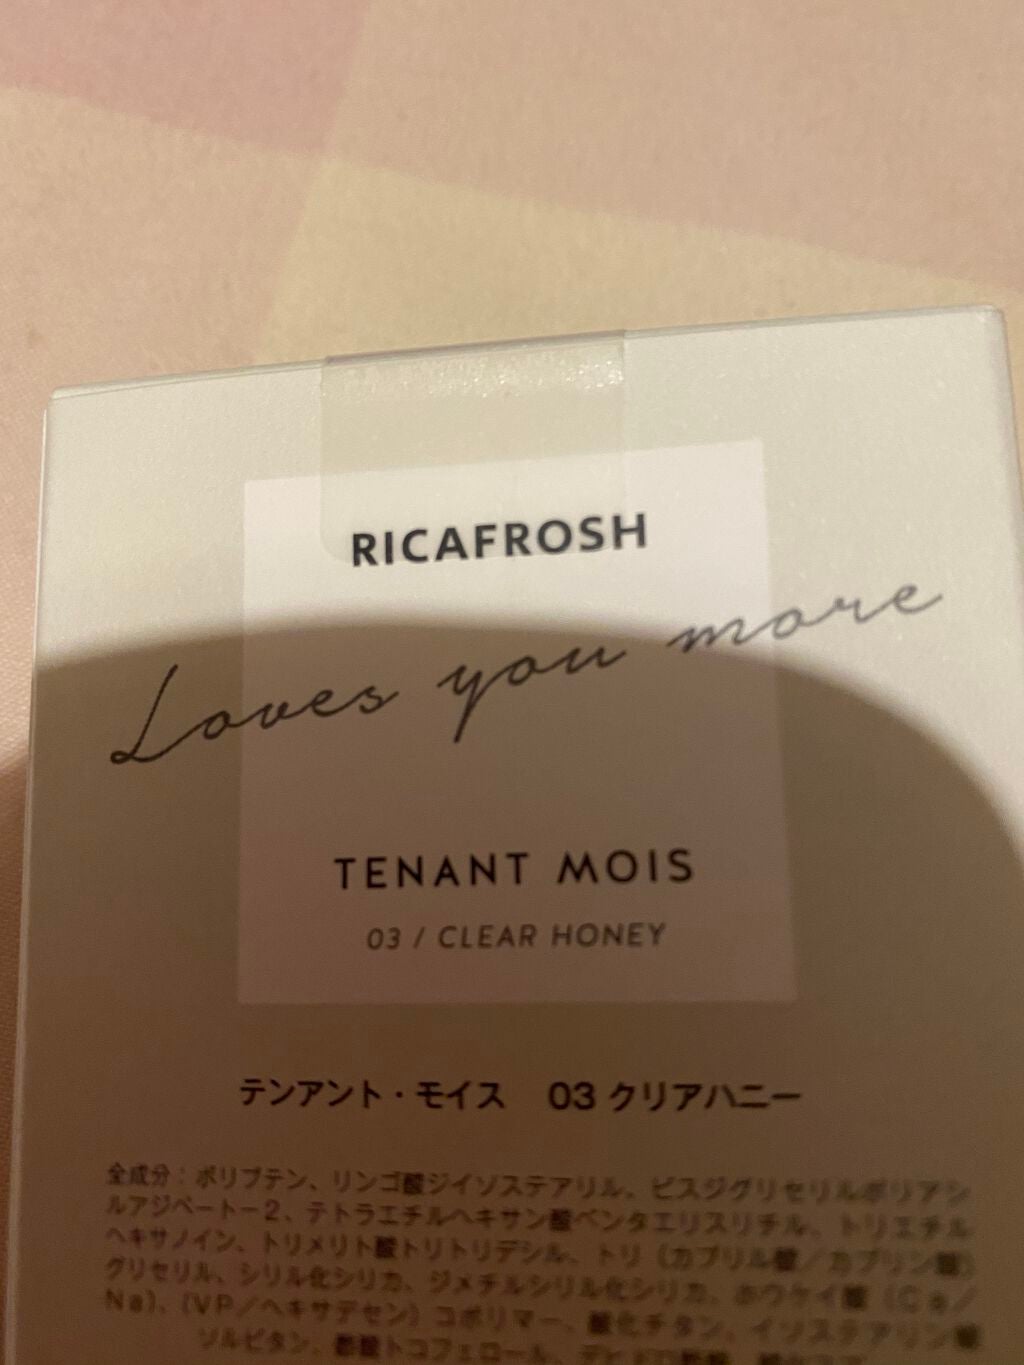 RICAFROSH
Loves you more
TENANT MOIS
03 / CLEAR HONEY
テンアント・モイス 03 クリアハニー
全成分：ポリブテン、リンゴ酸ジイソステアリル、ビスジグリセリルポリアシ
ルアジペート-2、テトラエチルヘキサン酸ペンタエリスリチル、トリエチル
ヘキサノイン、トリメリト酸トリトリデシル、トリ（カプリル酸／カプリン酸）
グリセリル、シリル化シリカ、ジメチルシリル化シリカ、ホウケイ酸（Ca／
Na）、（VP／ヘキサデセン）コポリマー、酸化チタン、イソステアリン酸
ソルビタン、酢酸トコフェロール、